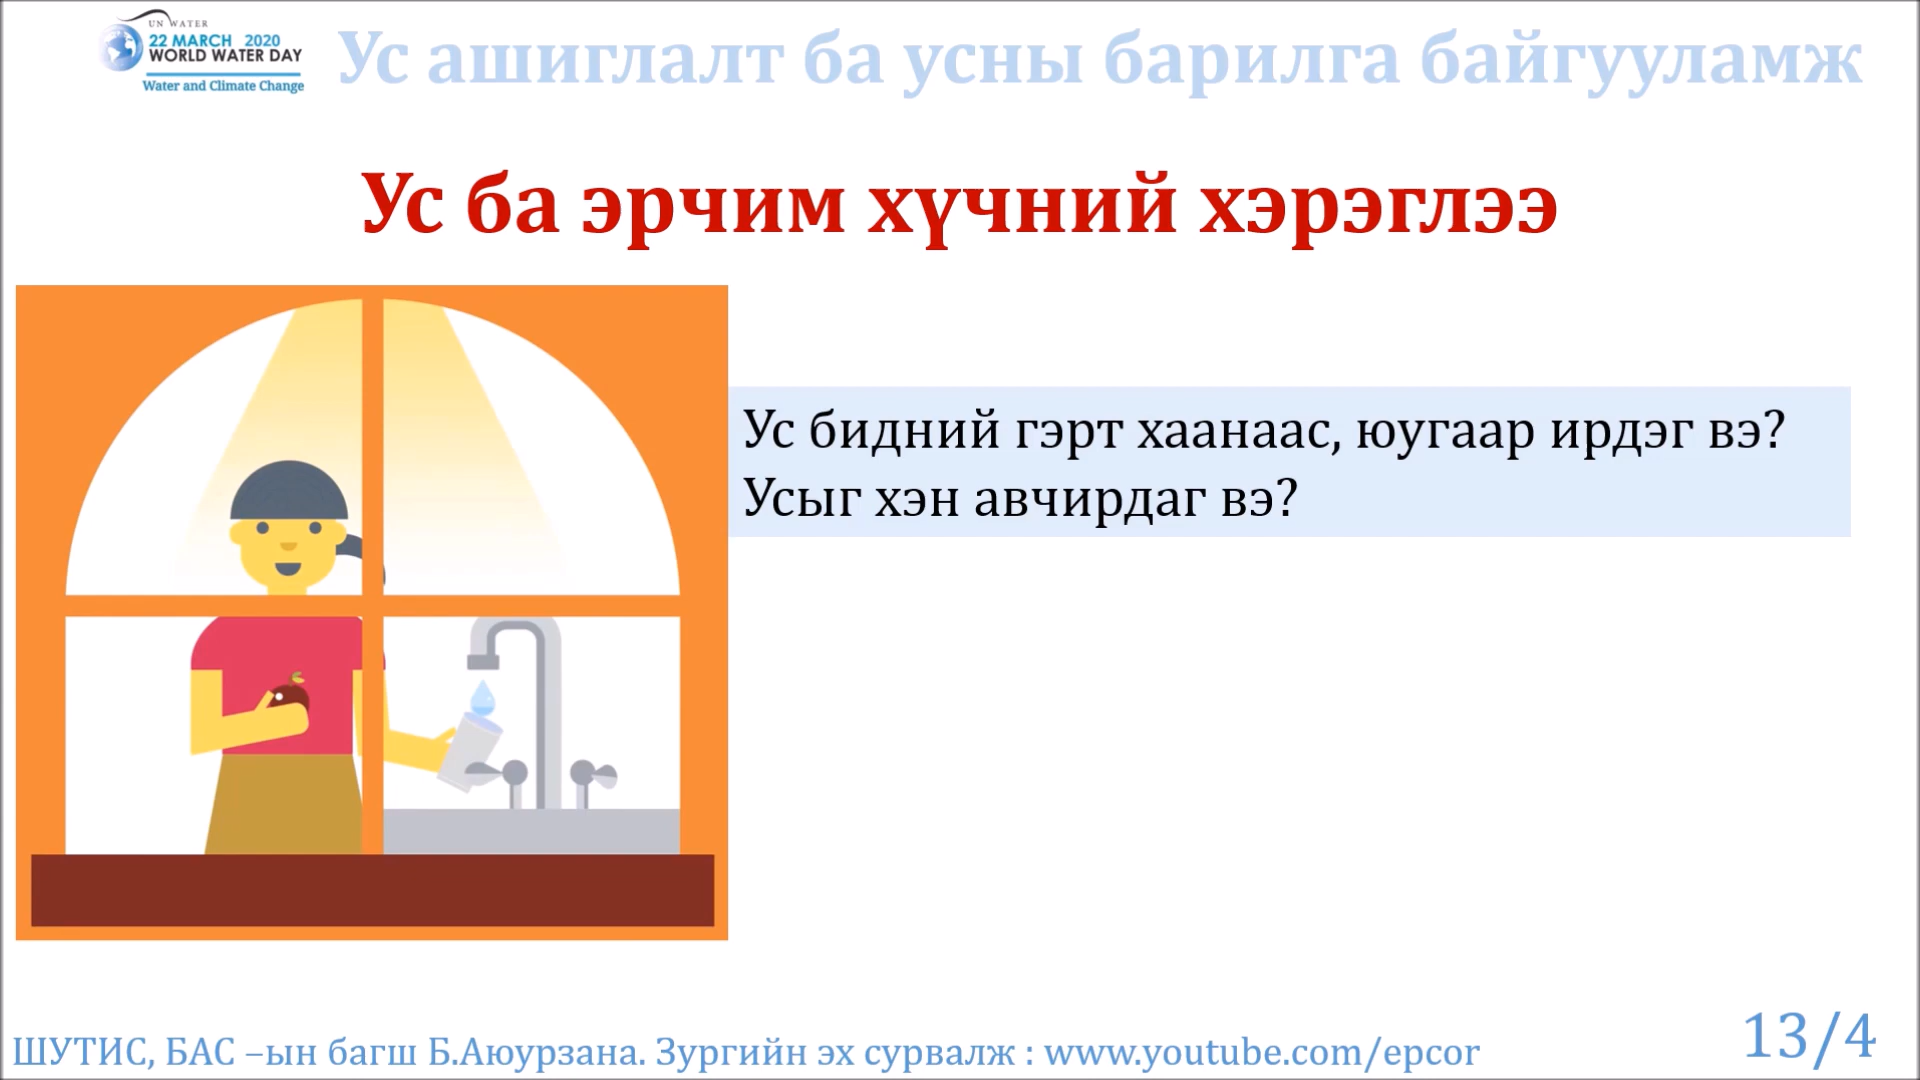 UN WATER
22 MARCH 2020
WORLD WATER DAY
Water and Climate Change
Ус ашиглалт ба усны барилга байгууламж
Ус ба эрчим хүчний хэрэглээ
Ус бидний гэрт хаанаас, юугаар ирдэг вэ?
Усыг хэн авчирдаг вэ?
ШУТИС, БАС –ын багш Б.Аюурзана. Зургийн эх сурвалж : www.youtube.com/epcor
13/4